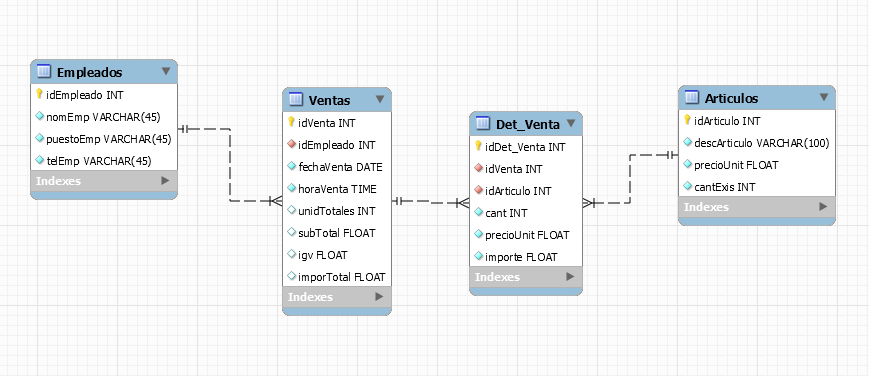 Empleados
idEmpleado INT
nomEmp VARCHAR(45)
puestoEmp VARCHAR(45)
telEmp VARCHAR(45)
Indexes
Ventas
idVenta INT
idEmpleado INT
fechaVenta DATE
horaVenta TIME
unidTotales INT
subTotal FLOAT
igv FLOAT
imporTotal FLOAT
Indexes
Det_Venta
idDet_Venta INT
idVenta INT
idArticulo INT
cant INT
precioUnit FLOAT
importe FLOAT
Indexes
Articulos
idArticulo INT
descArticulo VARCHAR(100)
precioUnit FLOAT
cantExis INT
Indexes